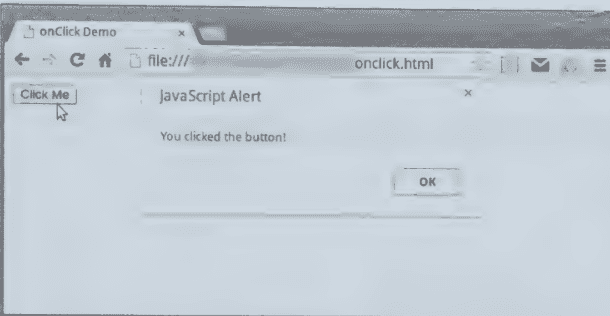 onClick Demo
file:/// onclick.html
Click Me
JavaScript Alert
You clicked the button!
OK